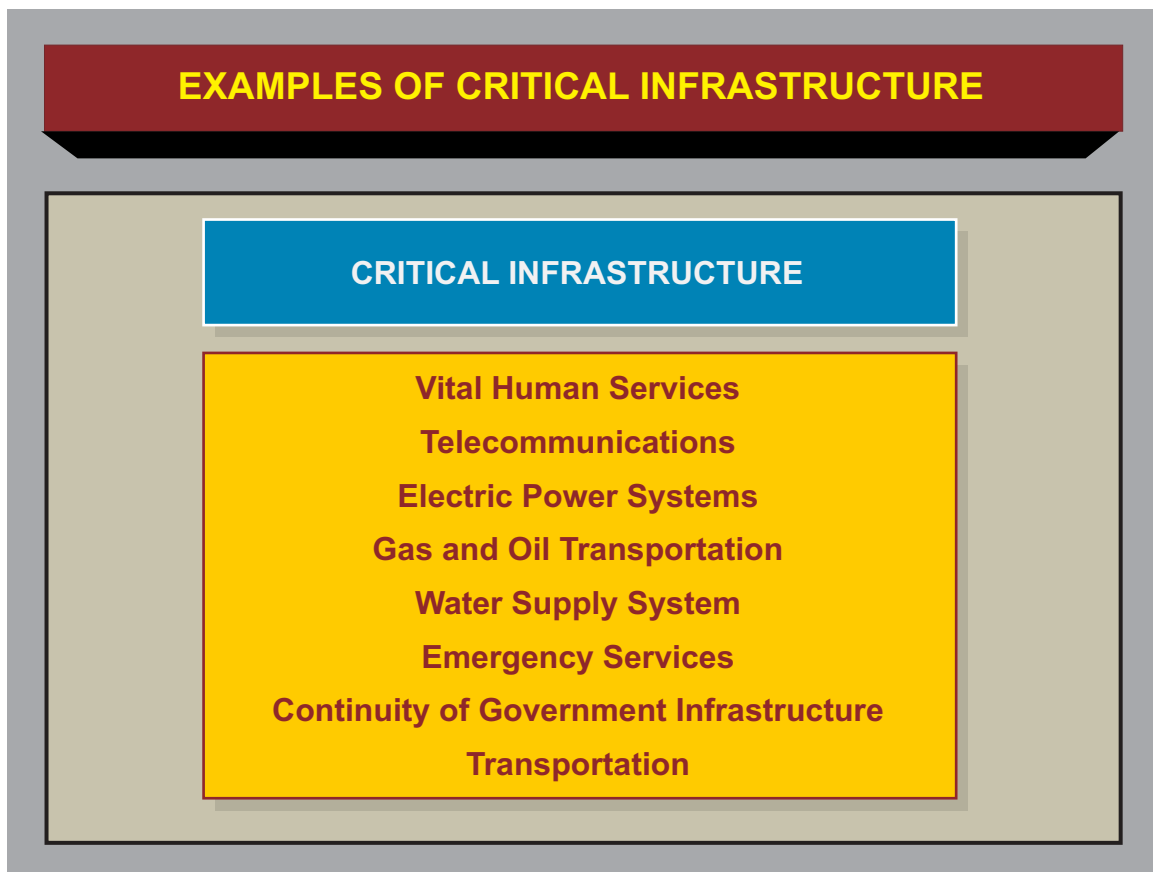 EXAMPLES OF CRITICAL INFRASTRUCTURE
CRITICAL INFRASTRUCTURE
Vital Human Services
Telecommunications
Electric Power Systems
Gas and Oil Transportation
Water Supply System
Emergency Services
Continuity of Government Infrastructure
Transportation